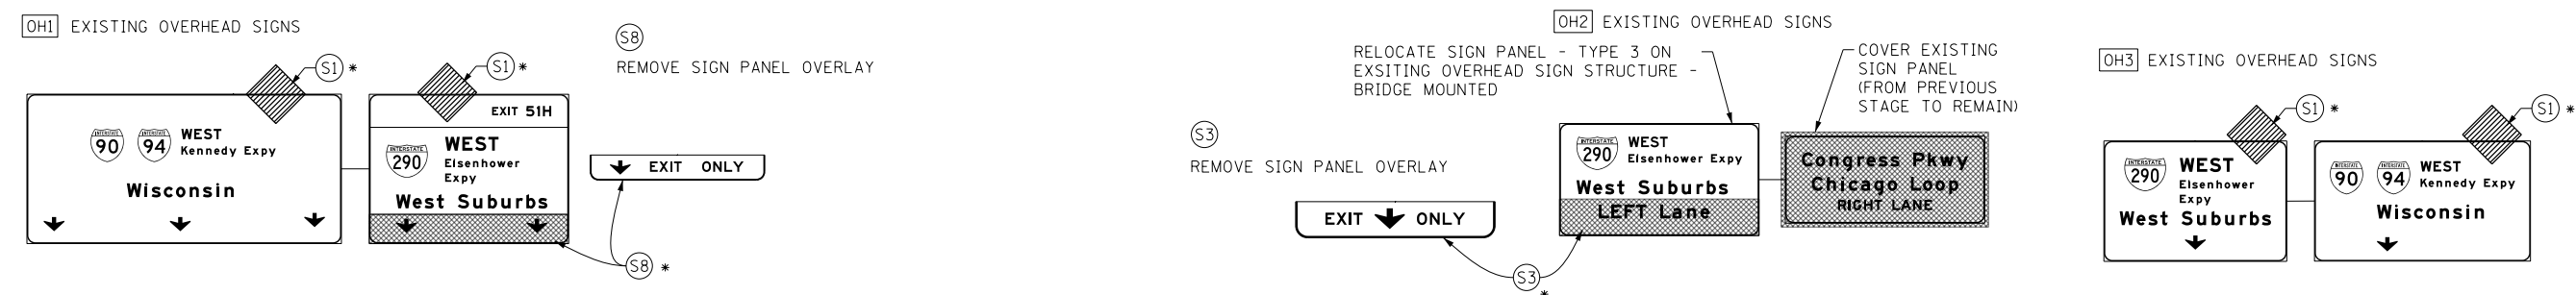 OH1 EXISTING OVERHEAD SIGNS
S1 *
S1 *
INTERSTATE 90
INTERSTATE 94
WEST
Kennedy Expy
Wisconsin
EXIT 51H
INTERSTATE 290
WEST
Eisenhower
Expy
West Suburbs
S8
REMOVE SIGN PANEL OVERLAY
EXIT ONLY
S8 *
S3
REMOVE SIGN PANEL OVERLAY
EXIT ONLY
S3
*
OH2 EXISTING OVERHEAD SIGNS
RELOCATE SIGN PANEL - TYPE 3 ON
EXSITING OVERHEAD SIGN STRUCTURE -
BRIDGE MOUNTED
COVER EXISTING
SIGN PANEL
(FROM PREVIOUS
STAGE TO REMAIN)
INTERSTATE 290
WEST
Eisenhower Expy
West Suburbs
LEFT Lane
Congress Pkwy
Chicago Loop
RIGHT LANE
OH3 EXISTING OVERHEAD SIGNS
S1 *
S1 *
INTERSTATE 290
WEST
Eisenhower
Expy
West Suburbs
INTERSTATE 90
INTERSTATE 94
WEST
Kennedy Expy
Wisconsin